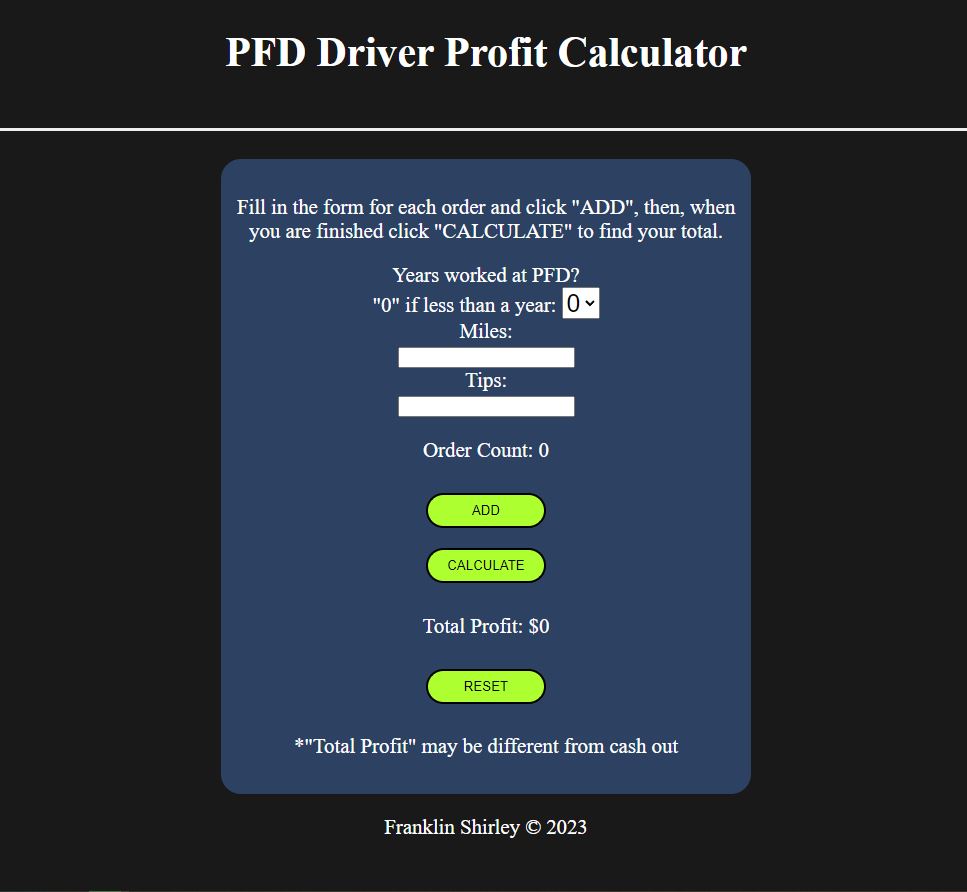 PFD Driver Profit Calculator
Fill in the form for each order and click "ADD", then, when
you are finished click "CALCULATE" to find your total.
Years worked at PFD?
"0" if less than a year: 0
Miles:
Tips:
Order Count: 0
ADD
CALCULATE
Total Profit: $0
RESET
*"Total Profit" may be different from cash out
Franklin Shirley © 2023